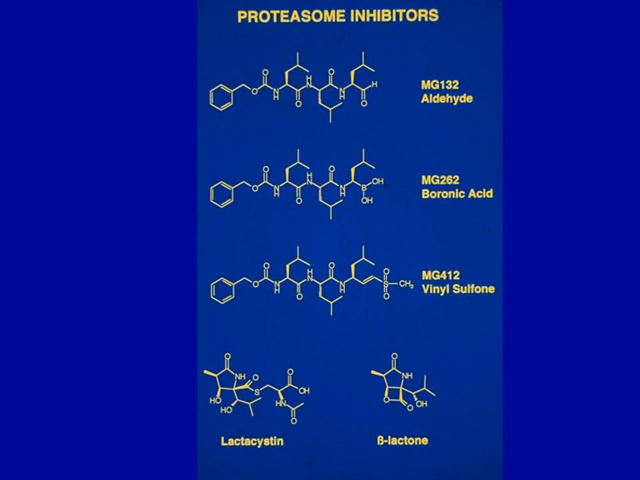 PROTEASOME INHIBITORS
MG132
Aldehyde
MG262
Boronic Acid
MG412
Vinyl Sulfone
Lactacystin
ß-lactone